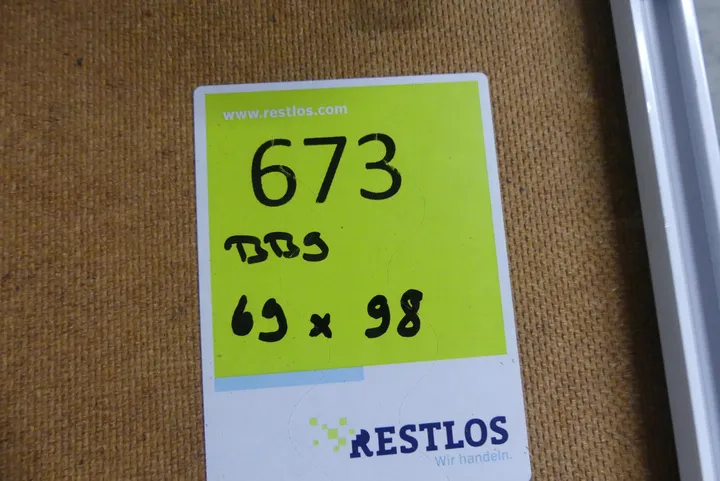 www.restlos.com
673
BBS
69 x 98
RESTLOS
Wir handeln.